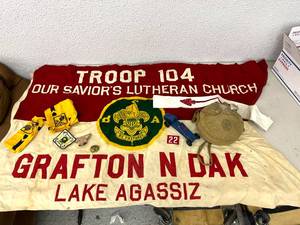 TROOP 104
OUR SAVIOR'S LUTHERAN CHURCH
22
GRAFTON N DAK
LAKE AGASSIZ